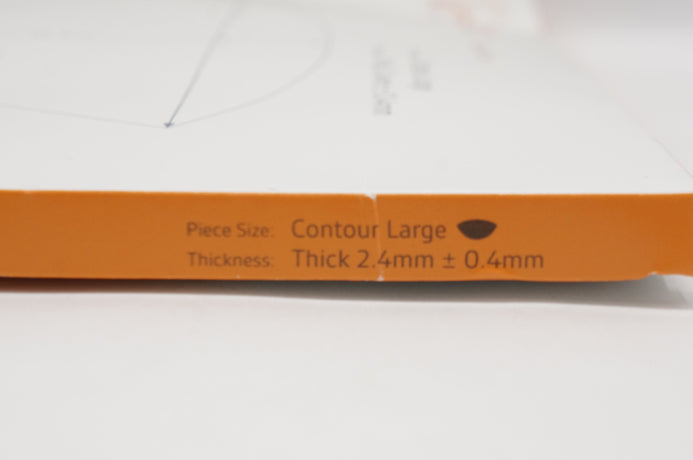 Piece Size: Contour Large
Thickness: Thick 2.4mm ± 0.4mm